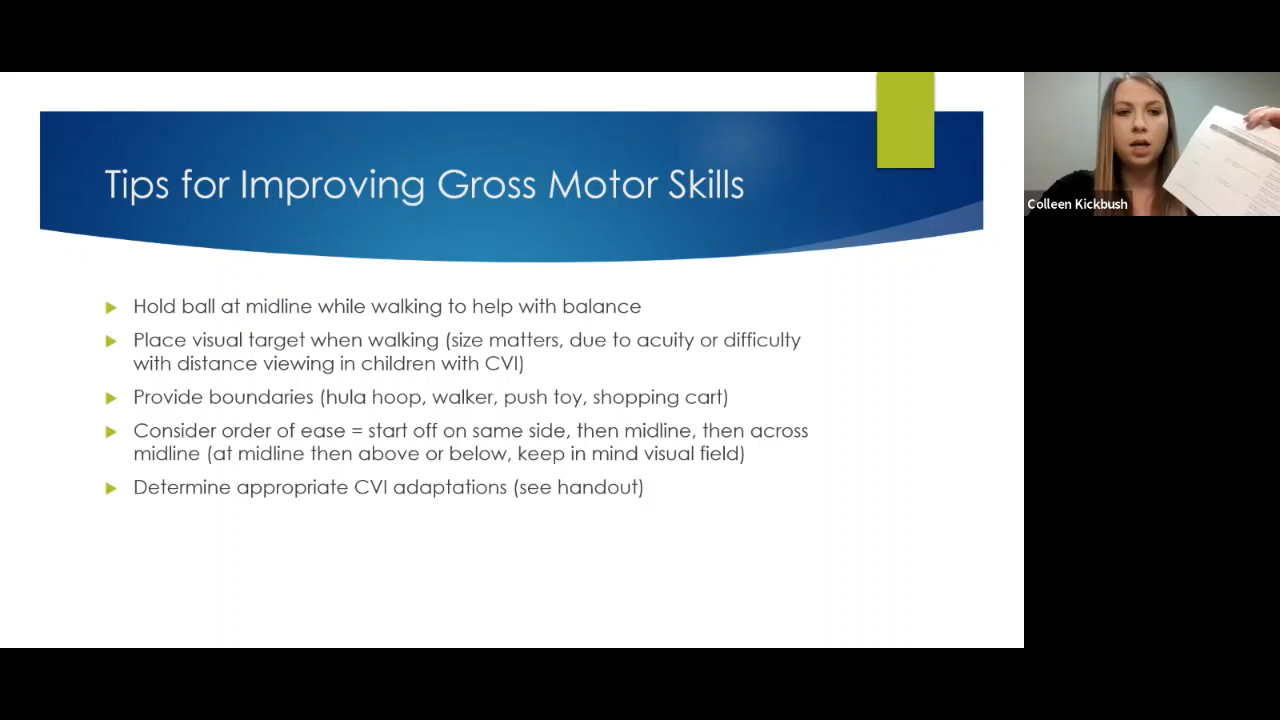 Tips for Improving Gross Motor Skills
Hold ball at midline while walking to help with balance
Place visual target when walking (size matters, due to acuity or difficulty
with distance viewing in children with CVI)
Provide boundaries (hula hoop, walker, push toy, shopping cart)
Consider order of ease = start off on same side, then midline, then across
midline (at midline then above or below, keep in mind visual field)
Determine appropriate CVI adaptations (see handout)
Colleen Kickbush